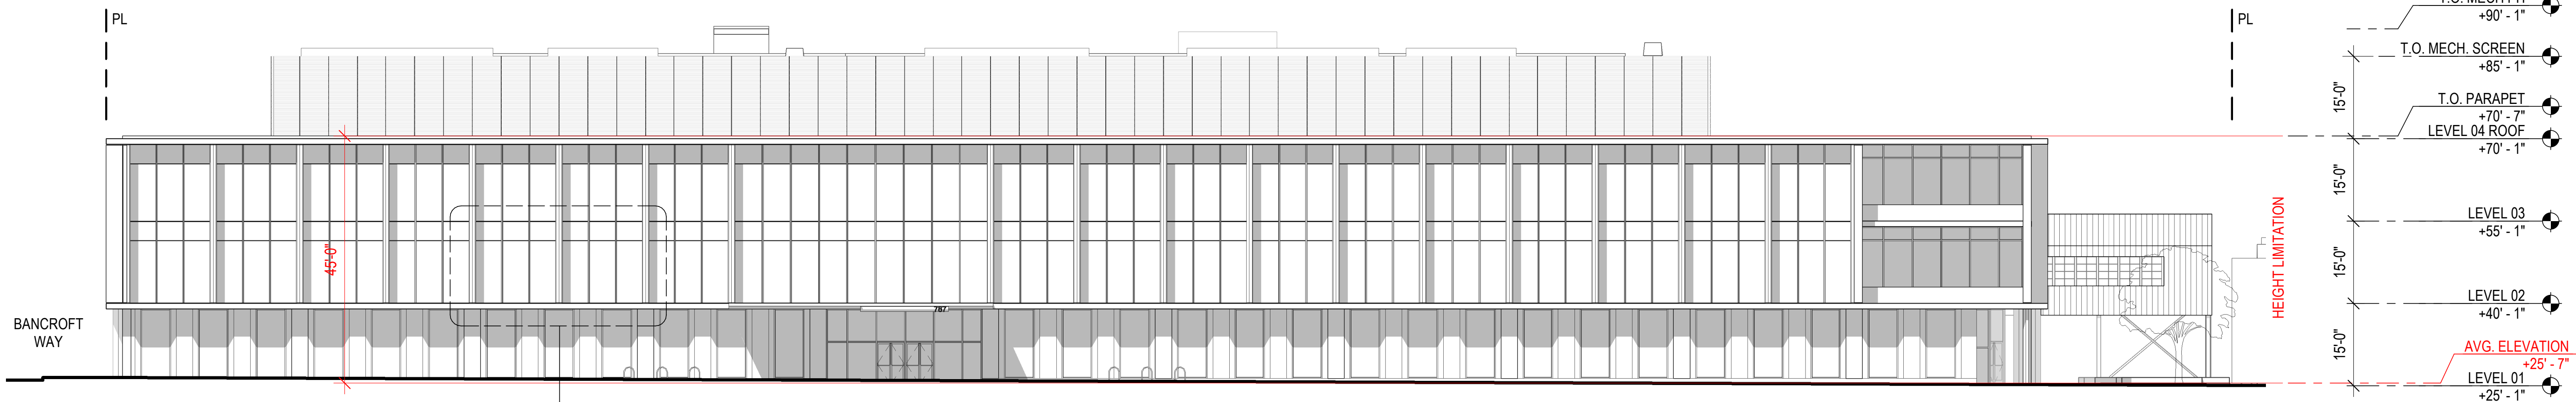 PL
PL
+90' - 1"
T.O. MECH. SCREEN
+85' - 1"
15'-0"
T.O. PARAPET
+70' - 7"
LEVEL 04 ROOF
+70' - 1"
15'-0"
LEVEL 03
+55' - 1"
45'-0"
HEIGHT LIMITATION
15'-0"
LEVEL 02
+40' - 1"
787
BANCROFT
WAY
15'-0"
AVG. ELEVATION
+25' - 7"
LEVEL 01
+25' - 1"